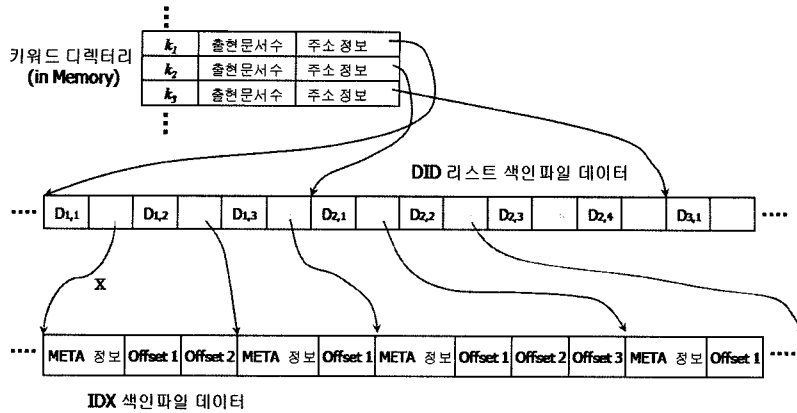 키워드 디렉터리
(in Memory)
k1 출현문서수 주소 정보
k2 출현문서수 주소 정보
k3 출현문서수 주소 정보
DID 리스트 색인파일 데이터
D1,1 D1,2 D1,3 D2,1 D2,2 D2,3 D2,4 D3,1
X
META 정보 Offset 1 Offset 2 META 정보 Offset 1 META 정보 Offset 1 Offset 2 Offset 3 META 정보 Offset 1
IDX 색인파일 데이터